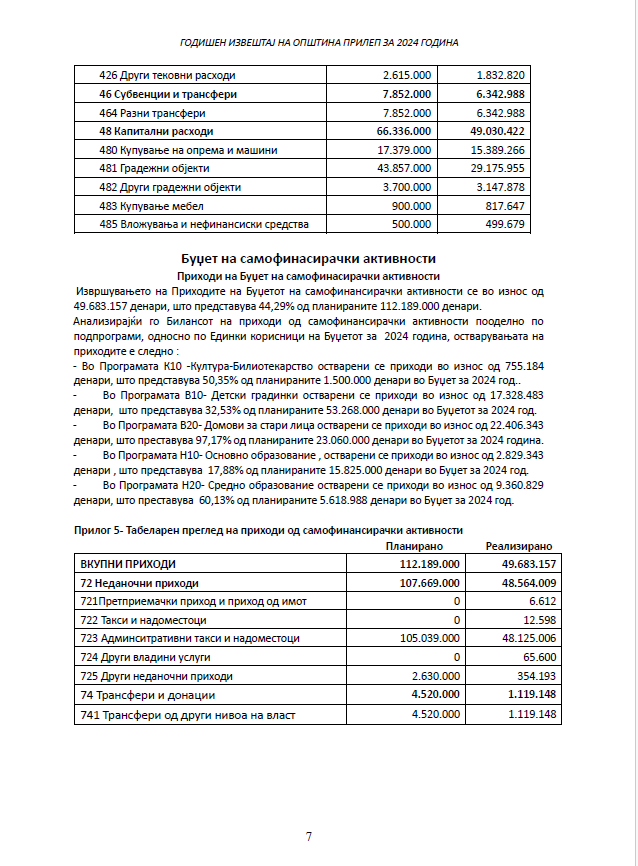 ГОДИШЕН ИЗВЕШТАЈ НА ОПШТИНА ПРИЛЕП ЗА 2024 ГОДИНА
426 Други тековни расходи 2.615.000 1.832.820
46 Субвенции и трансфери 7.852.000 6.342.988
464 Разни трансфери 7.852.000 6.342.988
48 Капитални расходи 66.336.000 49.030.422
480 Купување на опрема и машини 17.379.000 15.389.266
481 Градежни објекти 43.857.000 29.175.955
482 Други градежни објекти 3.700.000 3.147.878
483 Купување мебел 900.000 817.647
485 Вложувања и нефинансиски средства 500.000 499.679
Буџет на самофинасирачки активности
Приходи на Буџет на самофинасирачки активности
Извршувањето на Приходите на Буџетот на самофинансирачки активности се во износ од
49.683.157 денари, што представува 44,29% од планираните 112.189.000 денари.
Анализирајќи го Билансот на приходи од самофинансирачки активности пооделно по
подпрограми, односно по Единки корисници на Буџетот за 2024 година, остварувањата на
приходите е следно :
- Во Програмата К10 -Култура-Билиотекарство остварени се приходи во износ од 755.184
денари, што представува 50,35% од планираните 1.500.000 денари во Буџет за 2024 год..
- Во Програмата В10- Детски градинки остварени се приходи во износ од 17.328.483
денари, што представува 32,53% од планираните 53.268.000 денари во Буџетот за 2024 год.
- Во Програмата В20- Домови за стари лица остварени се приходи во износ од 22.406.343
денари, што преставува 97,17% од планираните 23.060.000 денари во Буџетот за 2024 година.
- Во Програмата Н10- Основно образование , остварени се приходи во износ од 2.829.343
денари , што представува 17,88% од планираните 15.825.000 денари во Буџет за 2024 год.
- Во Програмата Н20- Средно образование остварени се приходи во износ од 9.360.829
денари, што преставува 60,13% од планираните 5.618.988 денари во Буџет за 2024 год.
Прилог 5- Табеларен преглед на приходи од самофинансирачки активности
Планирано Реализирано
ВКУПНИ ПРИХОДИ 112.189.000 49.683.157
72 Неданочни приходи 107.669.000 48.564.009
721Претприемачки приход и приход од имот 0 6.612
722 Такси и надоместоци 0 12.598
723 Админситративни такси и надоместоци 105.039.000 48.125.006
724 Други владини услуги 0 65.600
725 Други неданочни приходи 2.630.000 354.193
74 Трансфери и донации 4.520.000 1.119.148
741 Трансфери од други нивоа на власт 4.520.000 1.119.148
7